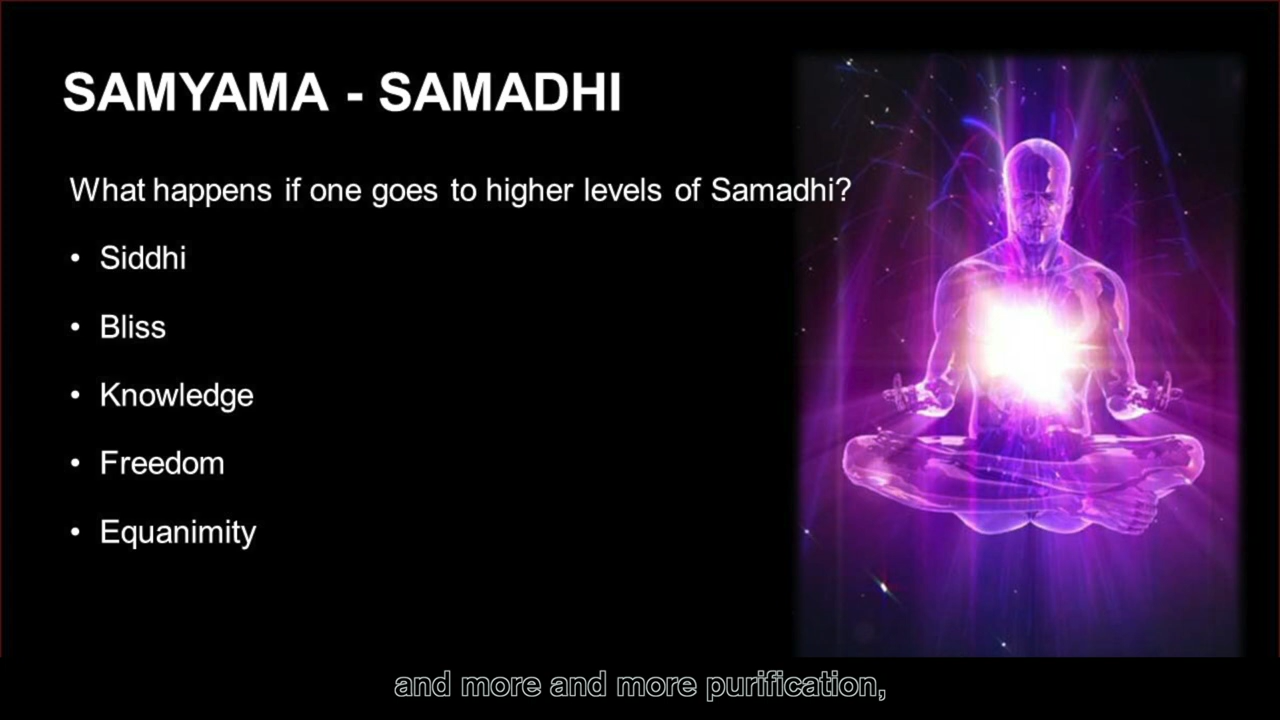 SAMYAMA - SAMADHI
What happens if one goes to higher levels of Samadhi?
• Siddhi
• Bliss
• Knowledge
• Freedom
• Equanimity
and more and more purification,